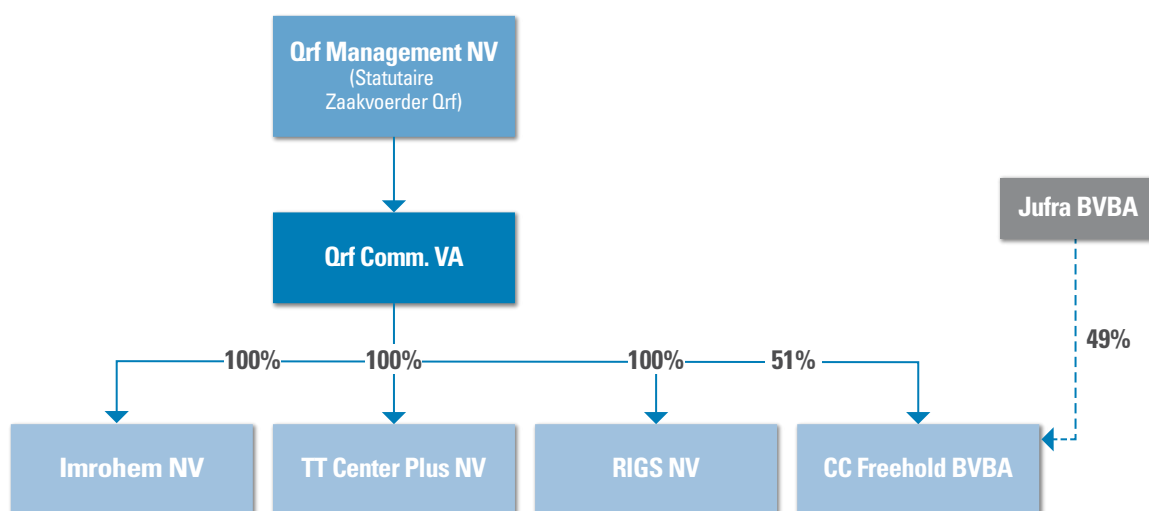 Qrf Management NV
(Statutaire
Zaakvoerder Qrf)
Jufra BVBA
Qrf Comm. VA
49%
100%
100%
100%
51%
Imrohem NV
TT Center Plus NV
RIGS NV
CC Freehold BVBA